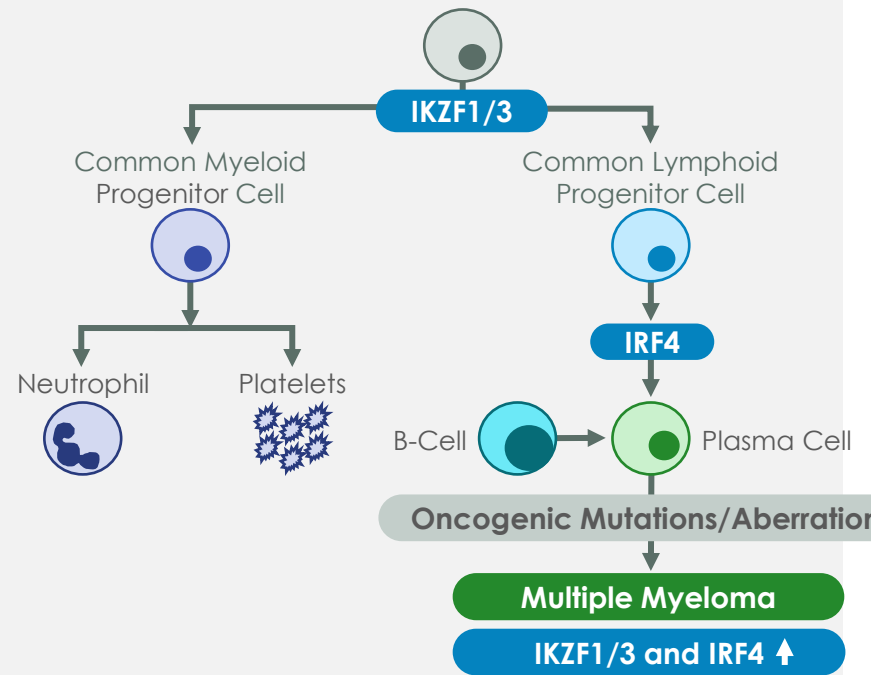 IKZF1/3
Common Myeloid
Progenitor Cell
Common Lymphoid
Progenitor Cell
IRF4
Neutrophil
Platelets
B-Cell
Plasma Cell
Oncogenic Mutations/Aberration
Multiple Myeloma
IKZF1/3 and IRF4